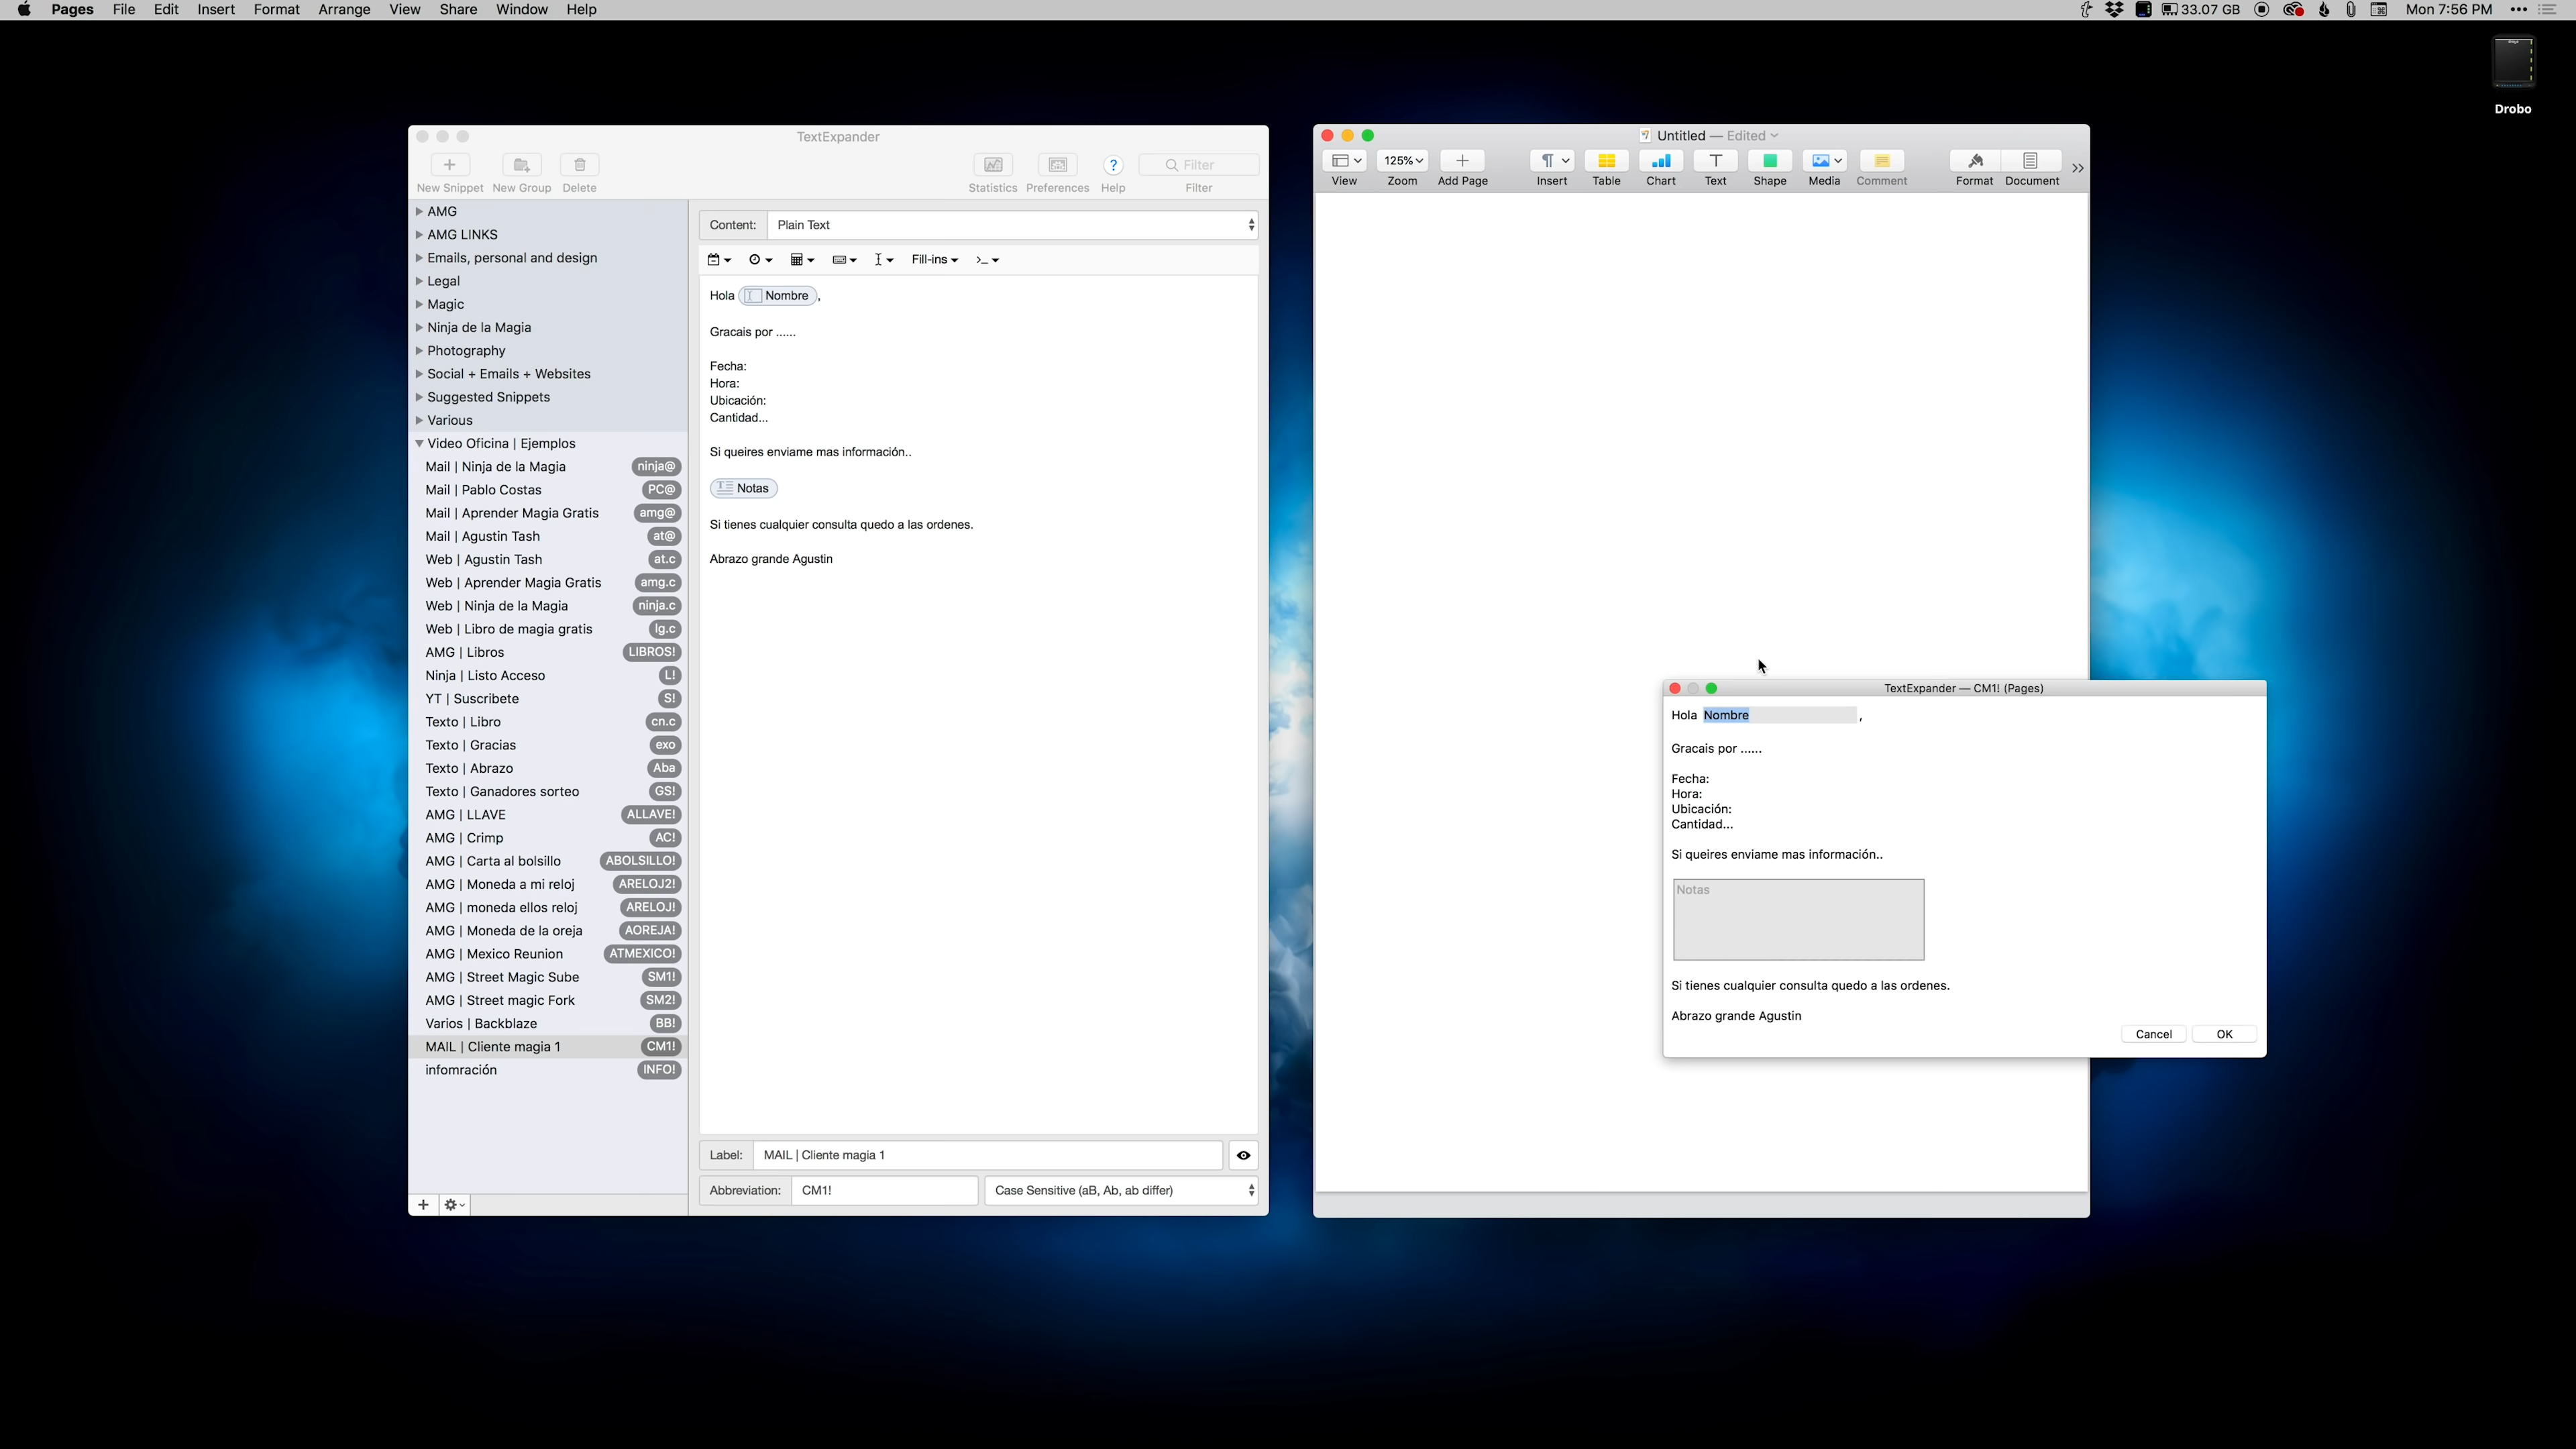 Pages File Edit Insert Format Arrange View Share Window Help
33.07 GB Mon 7:56 PM
Drobo
TextExpander
New Snippet New Group Delete
Statistics Preferences Help
Filter
Filter
AMG
AMG LINKS
Emails, personal and design
Legal
Magic
Ninja de la Magia
Photography
Social + Emails + Websites
Suggested Snippets
Various
Video Oficina | Ejemplos
Mail | Ninja de la Magia ninja@
Mail | Pablo Costas PC@
Mail | Aprender Magia Gratis amg@
Mail | Agustin Tash at@
Web | Agustin Tash at.c
Web | Aprender Magia Gratis amg.c
Web | Ninja de la Magia ninja.c
Web | Libro de magia gratis lg.c
AMG | Libros LIBROS!
Ninja | Listo Acceso L!
YT | Suscribete S!
Texto | Libro cn.c
Texto | Gracias exo
Texto | Abrazo Aba
Texto | Ganadores sorteo GS!
AMG | LLAVE ALLAVE!
AMG | Crimp AC!
AMG | Carta al bolsillo ABOLSILLO!
AMG | Moneda a mi reloj ARELOJ2!
AMG | moneda ellos reloj ARELOJ!
AMG | Moneda de la oreja AOREJA!
AMG | Mexico Reunion ATMEXICO!
AMG | Street Magic Sube SM1!
AMG | Street magic Fork SM2!
Varios | Backblaze BB!
MAIL | Cliente magia 1 CM1!
infomración INFO!
Content: Plain Text
Fill-ins
Hola Nombre ,
Gracais por ......
Fecha:
Hora:
Ubicación:
Cantidad...
Si queires enviame mas información..
Notas
Si tienes cualquier consulta quedo a las ordenes.
Abrazo grande Agustin
Label: MAIL | Cliente magia 1
Abbreviation: CM1! Case Sensitive (aB, Ab, ab differ)
Untitled — Edited
125%
View Zoom Add Page Insert Table Chart Text Shape Media Comment Format Document
TextExpander — CM1! (Pages)
Hola Nombre ,
Gracais por ......
Fecha:
Hora:
Ubicación:
Cantidad...
Si queires enviame mas información..
Notas
Si tienes cualquier consulta quedo a las ordenes.
Abrazo grande Agustin
Cancel OK